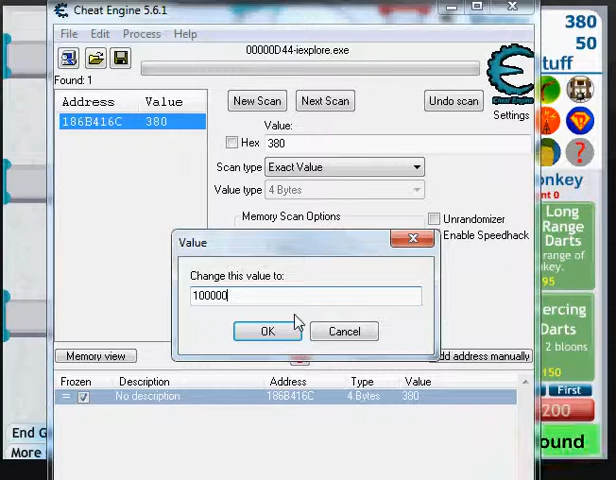 Cheat Engine 5.6.1
File Edit Process Help
00000D44-iexplore.exe
Found: 1
Address Value
186B416C 380
New Scan Next Scan Undo scan
Settings
Value:
Hex 380
Scan type Exact Value
Value type 4 Bytes
Memory Scan Options
Unrandomizer
Enable Speedhack
Value
Change this value to:
100000
OK Cancel
Memory view
dd address manually
Frozen Description Address Type Value
= No description 186B416C 4 Bytes 380
380
50
tuff
onkey
nt 0
Long
Range
Darts
range of
key.
95
ercing
Darts
2 bloons
150
First
200
ound
End G
More